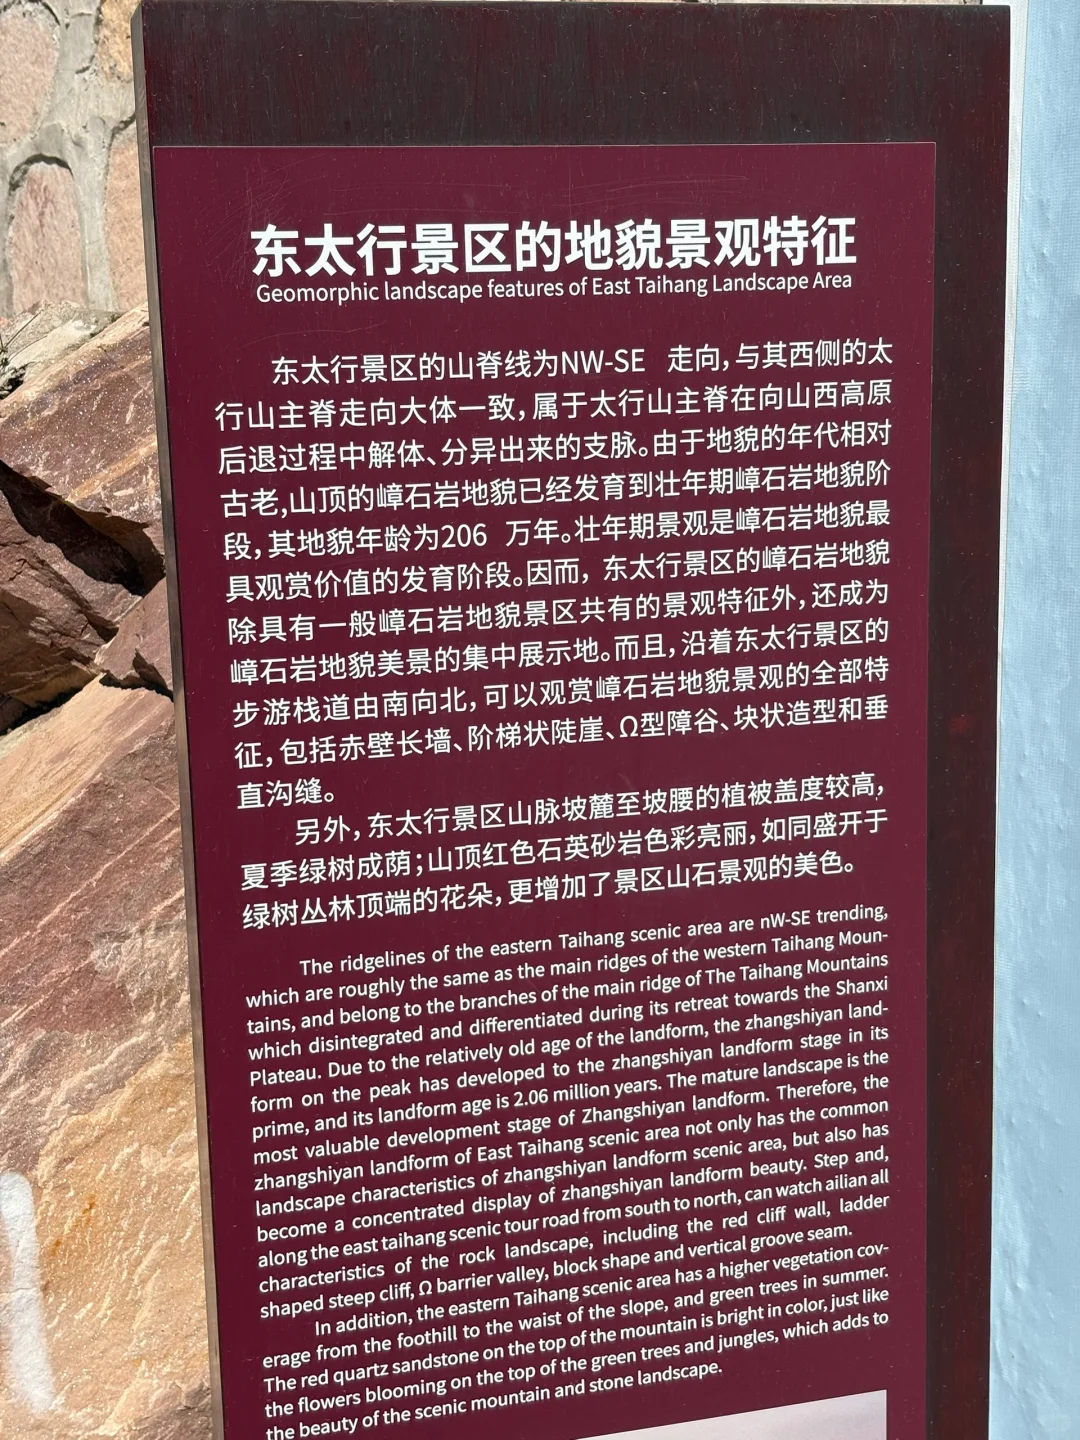 东太行景区的地貌景观特征
Geomorphic landscape features of East Taihang Landscape Area
东太行景区的山脊线为NW-SE 走向，与其西侧的太
行山主脊走向大体一致，属于太行山主脊在向山西高原
后退过程中解体、分异出来的支脉。由于地貌的年代相对
古老,山顶的嶂石岩地貌已经发育到壮年期嶂石岩地貌阶
段，其地貌年龄为206 万年。壮年期景观是嶂石岩地貌最
具观赏价值的发育阶段。因而，东太行景区的嶂石岩地貌
除具有一般嶂石岩地貌景区共有的景观特征外，还成为
嶂石岩地貌美景的集中展示地。而且，沿着东太行景区的
步游栈道由南向北，可以观赏嶂石岩地貌景观的全部特
征，包括赤壁长墙、阶梯状陡崖、Ω型障谷、块状造型和垂
直沟缝。
另外，东太行景区山脉坡麓至坡腰的植被盖度较高，
夏季绿树成荫；山顶红色石英砂岩色彩亮丽，如同盛开于
绿树丛林顶端的花朵，更增加了景区山石景观的美色。
The ridgelines of the eastern Taihang scenic area are nW-SE trending,
which are roughly the same as the main ridges of the western Taihang Moun-
tains, and belong to the branches of the main ridge of The Taihang Mountains
which disintegrated and differentiated during its retreat towards the Shanxi
Plateau. Due to the relatively old age of the landform, the zhangshiyan land-
form on the peak has developed to the zhangshiyan landform stage in its
prime, and its landform age is 2.06 million years. The mature landscape is the
most valuable development stage of Zhangshiyan landform. Therefore, the
zhangshiyan landform of East Taihang scenic area not only has the common
landscape characteristics of zhangshiyan landform scenic area, but also has
become a concentrated display of zhangshiyan landform beauty. Step and,
along the east taihang scenic tour road from south to north, can watch ailian all
characteristics of the rock landscape, including the red cliff wall, ladder
shaped steep cliff, Ω barrier valley, block shape and vertical groove seam.
In addition, the eastern Taihang scenic area has a higher vegetation cov-
erage from the foothill to the waist of the slope, and green trees in summer.
The red quartz sandstone on the top of the mountain is bright in color, just like
the flowers blooming on the top of the green trees and jungles, which adds to
the beauty of the scenic mountain and stone landscape.